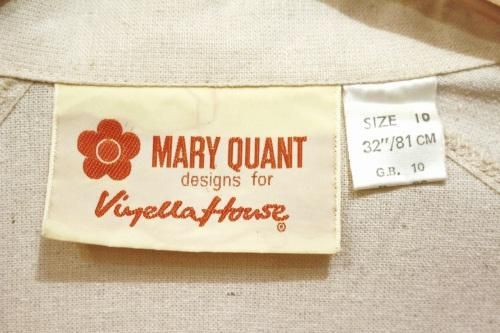 MARY QUANT
designs for
Viyella House
®
SIZE 10
32"/81 CM
G.B. 10